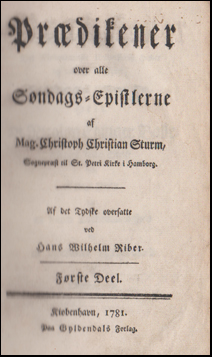 Prædikener
over alle
Søndags-Epistlerne
af
Mag. Christoph Christian Sturm,
Sognepræst til St. Petri Kirke i Hamborg.
Af det Tydske oversatte
ved
Hans Wilhelm Riber.
Første Deel.
Kiøbenhavn, 1781.
Paa Gyldendals Forlag.